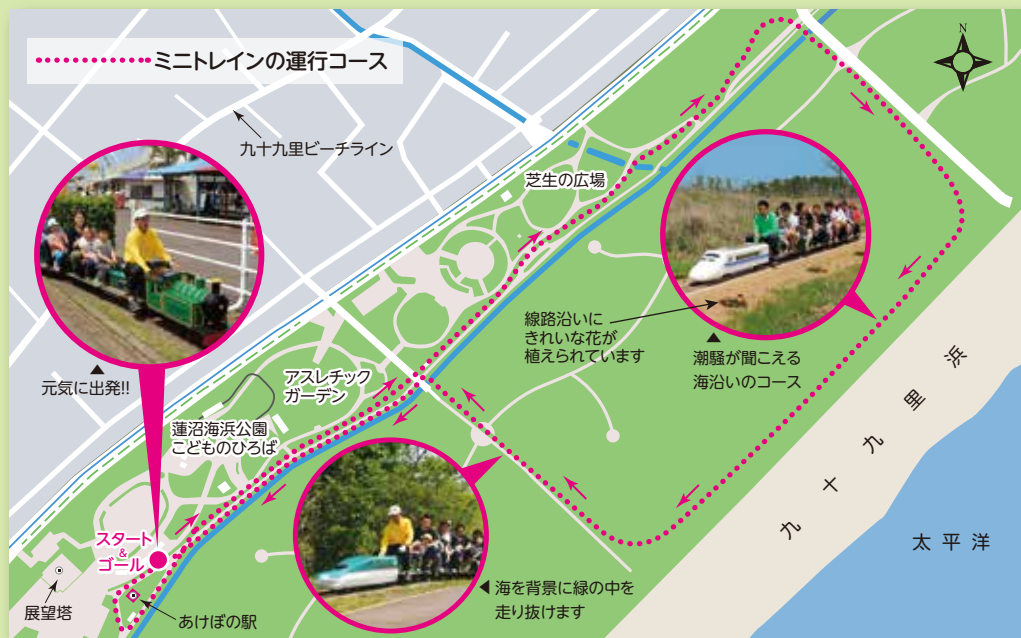 ミニトレインの運行コース
N
九十九里ビーチライン
芝生の広場
線路沿いに
きれいな花が
植えられています
▲
潮騒が聞こえる
海沿いのコース
▲
元気に出発!!
アスレチック
ガーデン
蓮沼海浜公園
こどものひろば
スタート
&
ゴール
展望塔
あけぼの駅
◀海を背景に緑の中を
走り抜けます
九十九里浜
太平洋